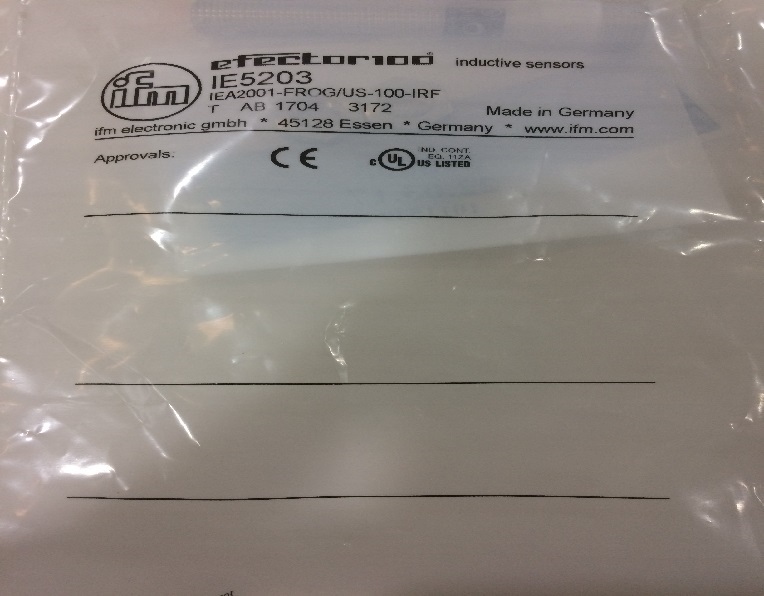 efector100® inductive sensors
ifm
IE5203
IEA2001-FROG/US-100-IRF
T AB 1704 3172 Made in Germany
ifm electronic gmbh * 45128 Essen * Germany * www.ifm.com
Approvals: CE c UL US LISTED
IND. CONT.
EQ. 117A